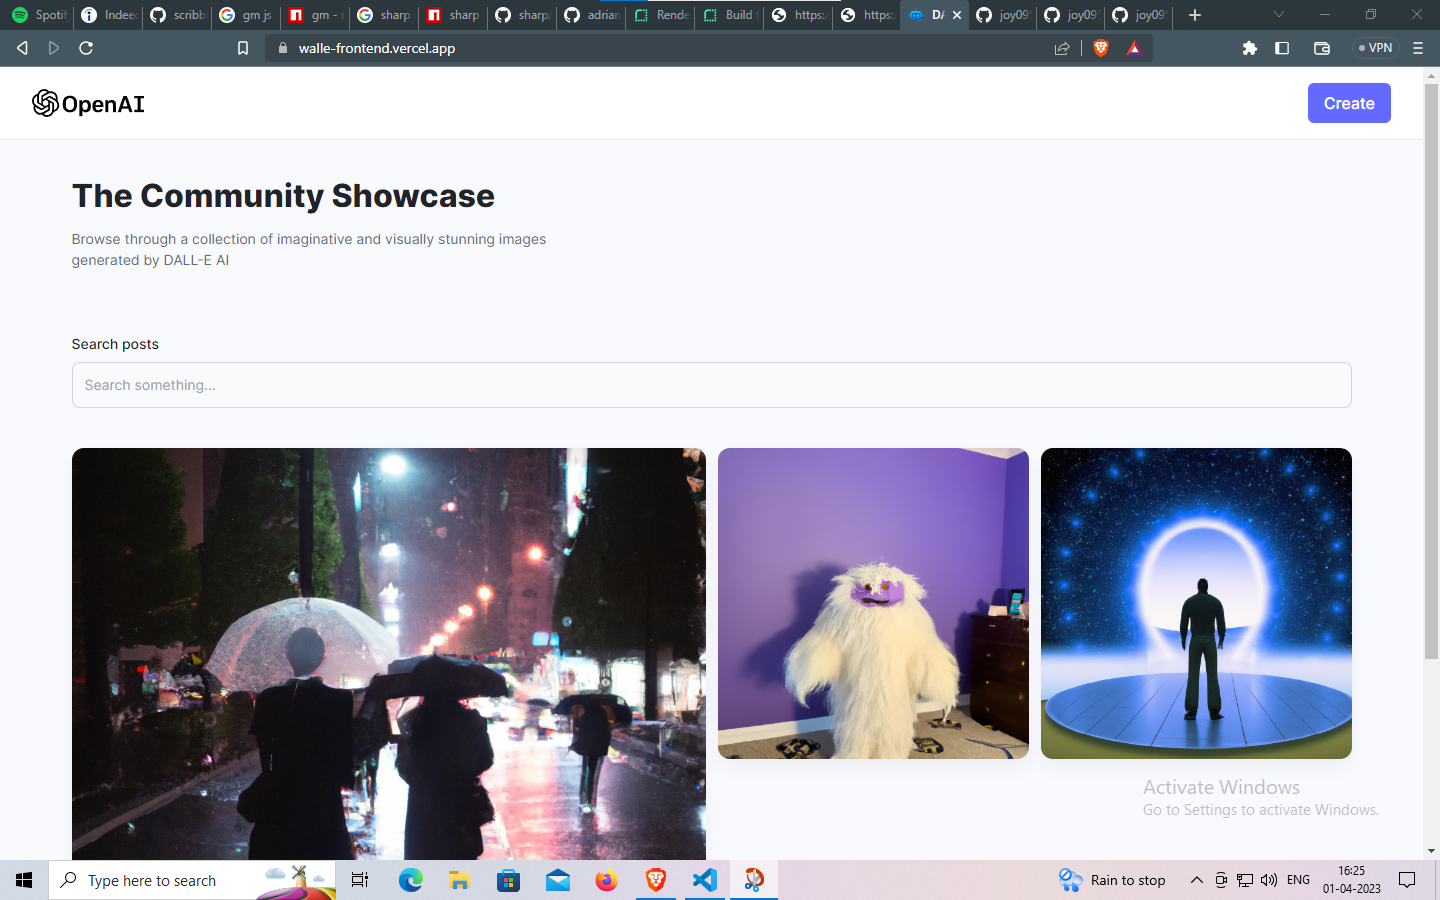 Spotif
Indeed
scribb
gm js
gm - n
sharp
sharp
sharp/
adrian
Rende
Build f
https:/
https:/
DA
joy09
joy09
joy09
walle-frontend.vercel.app
VPN
OpenAI
Create
The Community Showcase
Browse through a collection of imaginative and visually stunning images
generated by DALL-E AI
Search posts
Search something...
Activate Windows
Go to Settings to activate Windows.
Type here to search
Rain to stop
ENG
16:25
01-04-2023